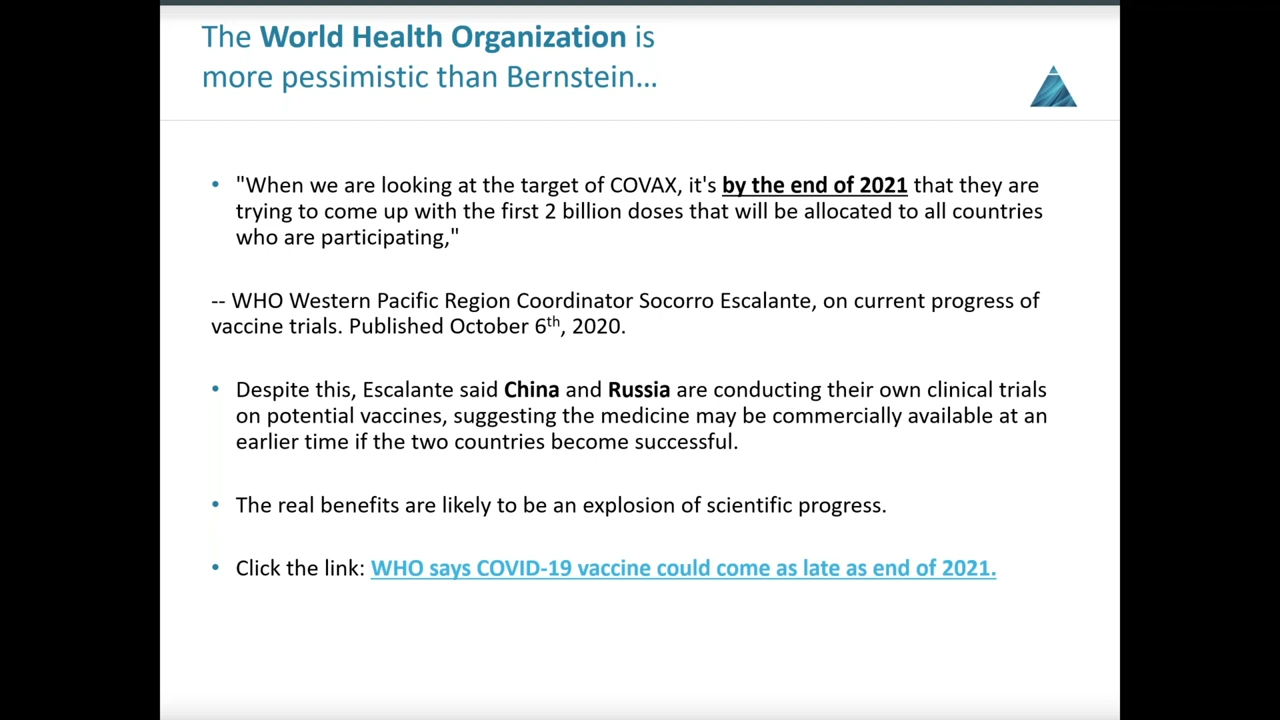 The World Health Organization is
more pessimistic than Bernstein...
• "When we are looking at the target of COVAX, it's by the end of 2021 that they are
trying to come up with the first 2 billion doses that will be allocated to all countries
who are participating,"
-- WHO Western Pacific Region Coordinator Socorro Escalante, on current progress of
vaccine trials. Published October 6th, 2020.
• Despite this, Escalante said China and Russia are conducting their own clinical trials
on potential vaccines, suggesting the medicine may be commercially available at an
earlier time if the two countries become successful.
• The real benefits are likely to be an explosion of scientific progress.
• Click the link: WHO says COVID-19 vaccine could come as late as end of 2021.